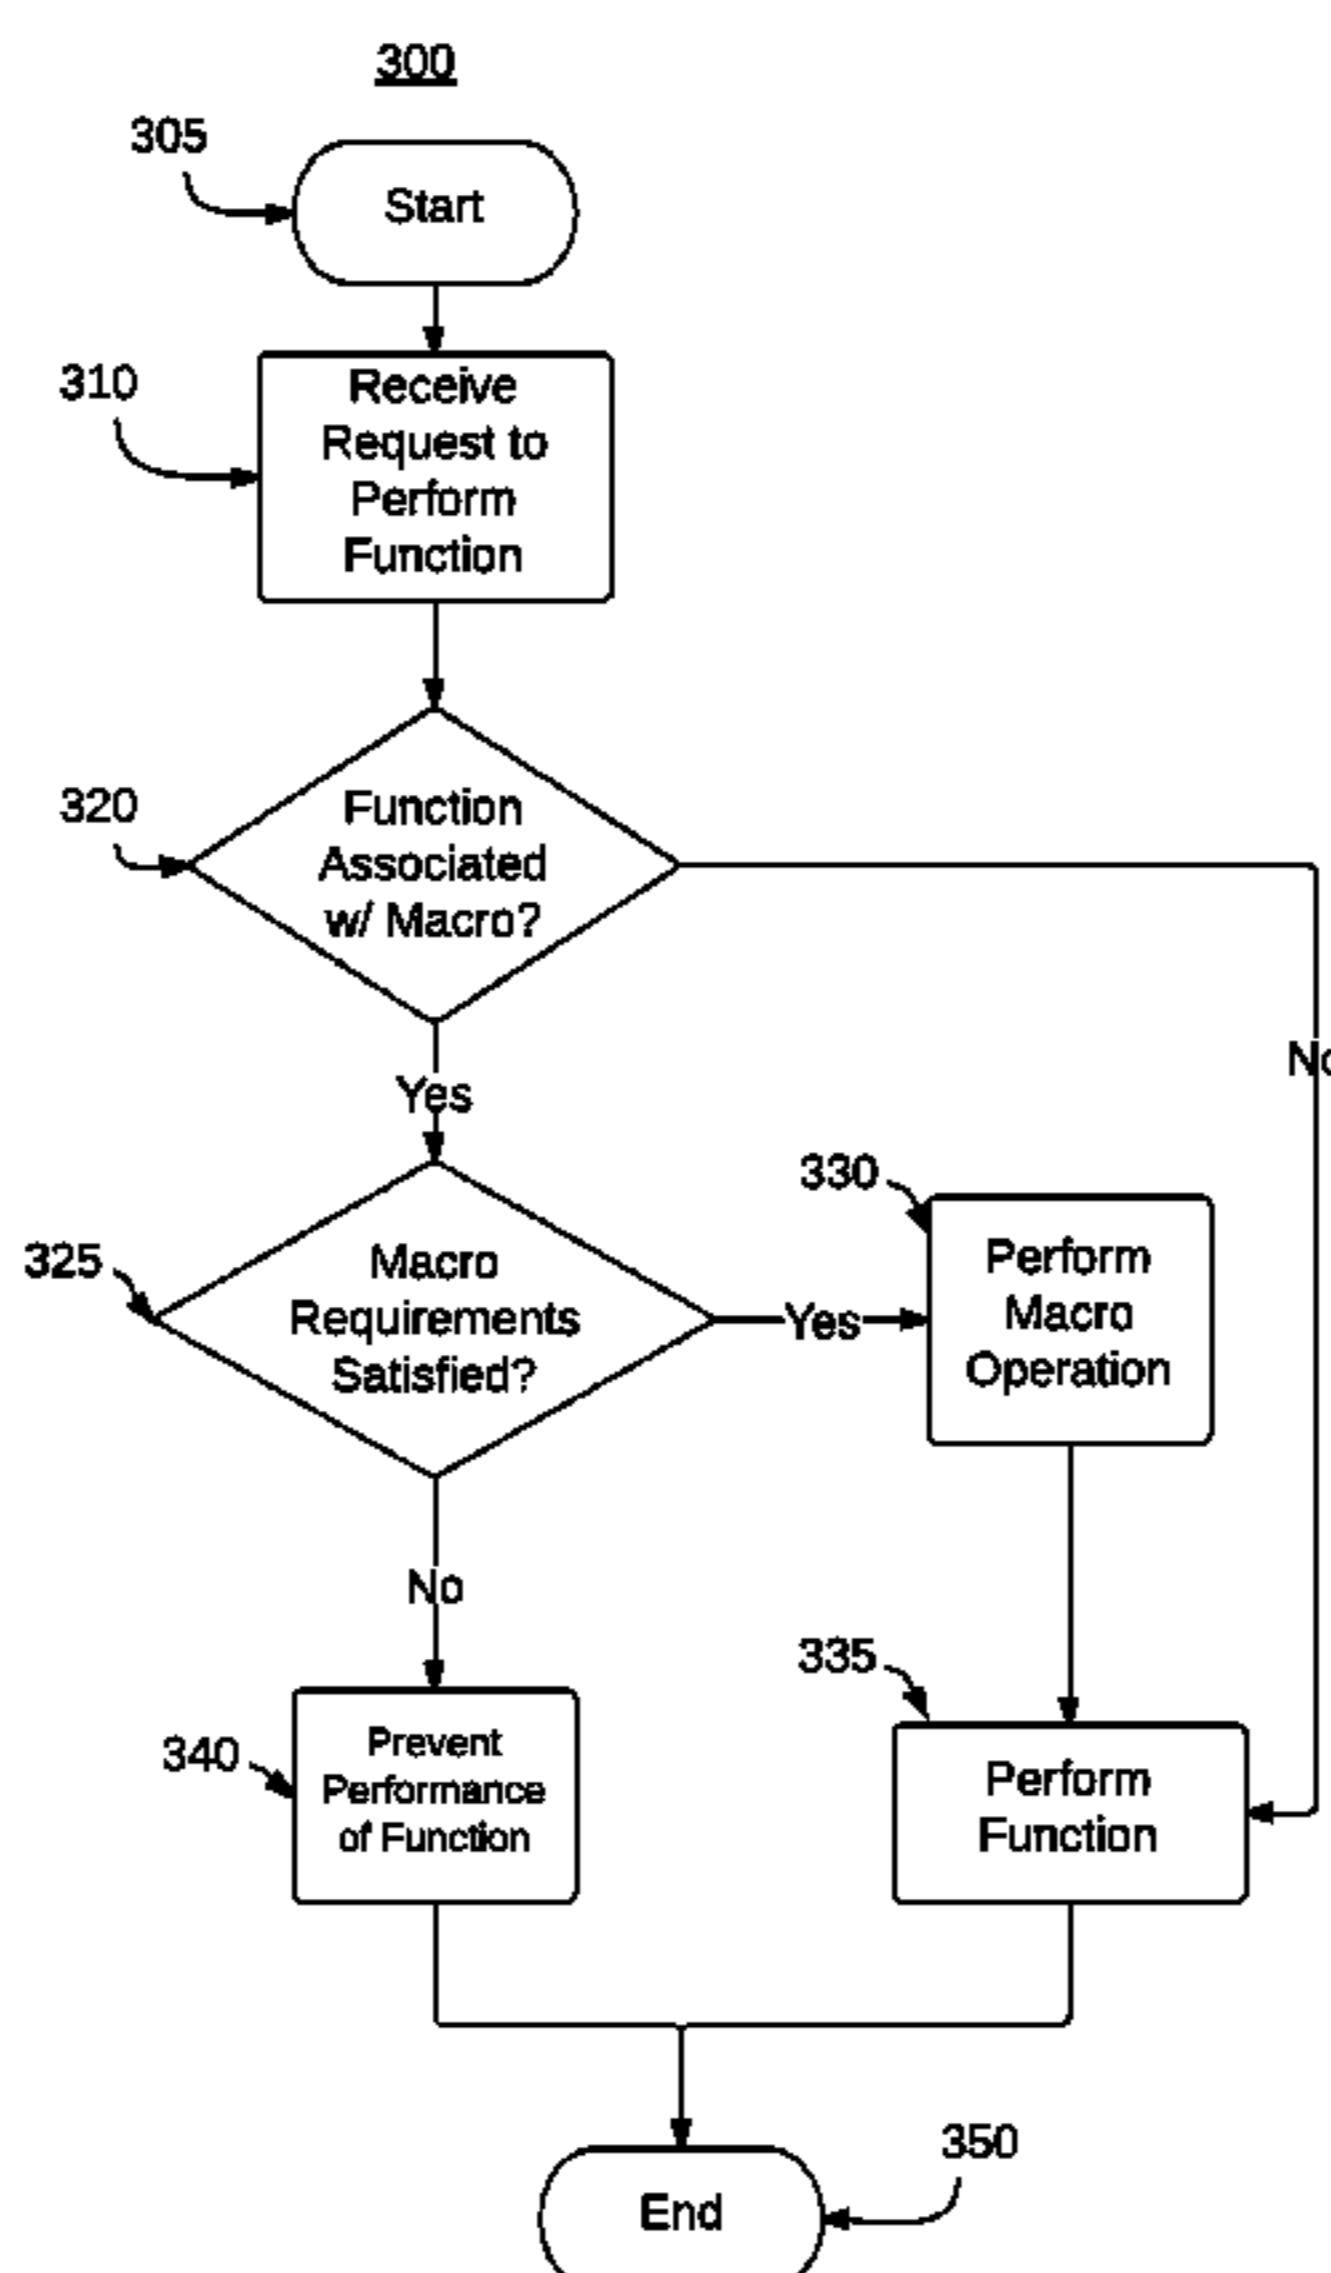 300
305
Start
310
Receive
Request to
Perform
Function
320
Function
Associated
w/ Macro?
No
Yes
325
Macro
Requirements
Satisfied?
Yes
330
Perform
Macro
Operation
No
335
Perform
Function
340
Prevent
Performance
of Function
350
End